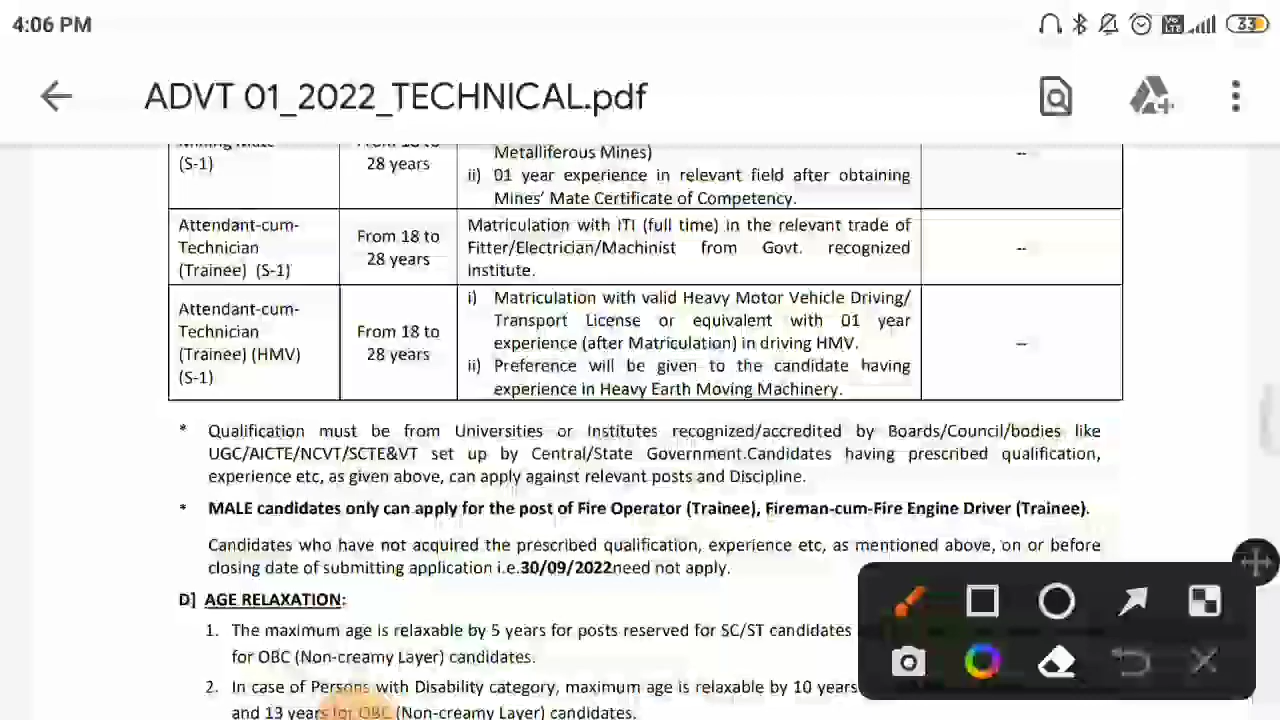 4:06 PM
33
ADVT 01_2022_TECHNICAL.pdf
(S-1)
28 years
Metalliferous Mines)
ii) 01 year experience in relevant field after obtaining
Mines' Mate Certificate of Competency.
--
Attendant-cum-
Technician
(Trainee) (S-1)
From 18 to
28 years
Matriculation with ITI (full time) in the relevant trade of
Fitter/Electrician/Machinist from Govt. recognized
institute.
--
Attendant-cum-
Technician
(Trainee) (HMV)
(S-1)
From 18 to
28 years
i) Matriculation with valid Heavy Motor Vehicle Driving/
Transport License or equivalent with 01 year
experience (after Matriculation) in driving HMV.
ii) Preference will be given to the candidate having
experience in Heavy Earth Moving Machinery.
--
* Qualification must be from Universities or Institutes recognized/accredited by Boards/Council/bodies like
UGC/AICTE/NCVT/SCTE&VT set up by Central/State Government.Candidates having prescribed qualification,
experience etc, as given above, can apply against relevant posts and Discipline.
* MALE candidates only can apply for the post of Fire Operator (Trainee), Fireman-cum-Fire Engine Driver (Trainee).
Candidates who have not acquired the prescribed qualification, experience etc, as mentioned above, on or before
closing date of submitting application i.e.30/09/2022need not apply.
D] AGE RELAXATION:
1. The maximum age is relaxable by 5 years for posts reserved for SC/ST candidates
for OBC (Non-creamy Layer) candidates.
2. In case of Persons with Disability category, maximum age is relaxable by 10 years
and 13 years for OBC (Non-creamy Layer) candidates.